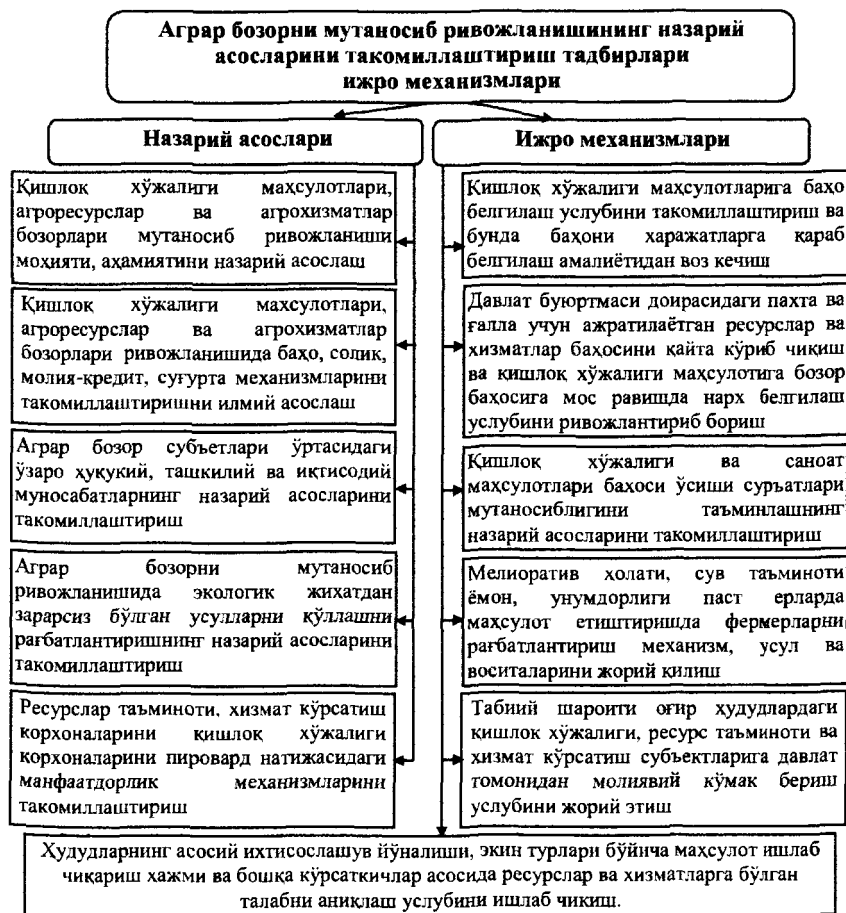 Аграр бозорни мутаносиб ривожланишининг назарий
асосларини такомиллаштириш тадбирлари
ижро механизмлари
Назарий асослари
Ижро механизмлари
Қишлоқ хўжалиги маҳсулотлари,
агроресурслар ва агрохизматлар
бозорлари мутаносиб ривожланиши
моҳияти, аҳамиятини назарий асослаш
Қишлоқ хўжалиги махсулотлари,
агроресурслар ва агрохизматлар
бозорлари ривожланишида баҳо, солик,
молия-кредит, суғурта механизмларини
такомиллаштиришни илмий асослаш
Аграр бозор субъетлари ўртасидаги
ўзаро ҳуқукий, ташкилий ва иқтисодий
муносабатларнинг назарий асосларини
такомиллаштириш
Аграр бозорни мутаносиб
ривожланишида экологик жихатдан
зарарсиз бўлган усулларни қўллашни
рағбатлантиришнинг назарий асосларини
такомиллаштириш
Ресурслар таъминоти, хизмат кўрсатиш
корхоналарини қишлоқ хўжалиги
корхоналарини пировард натижасидаги
манфаатдорлик механизмларини
такомиллаштириш
Қишлоқ хўжалиги маҳсулотларига баҳо
белгилаш услубини такомиллаштириш ва
бунда баҳони харажатларга қараб
белгилаш амалиётидан воз кечиш
Давлат буюртмаси доирасидаги пахта ва
ғалла учун ажратилаётган ресурслар ва
хизматлар баҳосини қайта кўриб чиқиш
ва қишлоқ хўжалиги маҳсулотига бозор
баҳосига мос равишда нарх белгилаш
услубини ривожлантириб бориш
Қишлоқ хўжалиги ва саноат
маҳсулотлари баҳоси ўсиши суръатлари
мутаносиблигини таъминлашнинг
назарий асосларини такомиллаштириш
Мелиоратив холати, сув таъминоти
ёмон, унумдорлиги паст ерларда
маҳсулот етиштиришда фермерларни
рағбатлантириш механизм, усул ва
воситаларини жорий қилиш
Табиий шароити оғир ҳудудлардаги
қишлоқ хўжалиги, ресурс таъминоти ва
хизмат кўрсатиш субъектларига давлат
томонидан молиявий кўмак бериш
услубини жорий этиш
Ҳудудларнинг асосий ихтисослашув йўналиши, экин турлари бўйича маҳсулот ишлаб
чиқариш хажми ва бошқа кўрсаткичлар асосида ресурслар ва хизматларга бўлган
талабни аниқлаш услубини ишлаб чикиш.